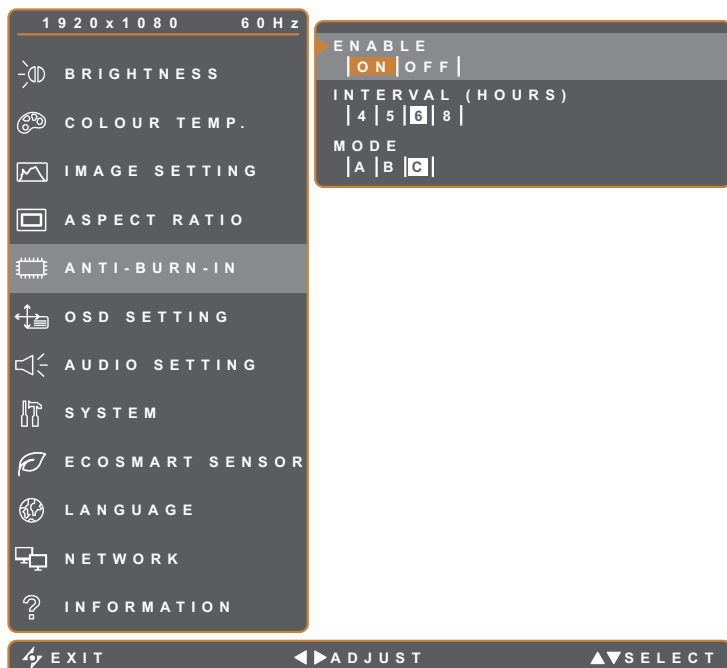 1920x1080 60Hz
BRIGHTNESS
COLOUR TEMP.
IMAGE SETTING
ASPECT RATIO
ANTI-BURN-IN
OSD SETTING
AUDIO SETTING
SYSTEM
ECOSMART SENSOR
LANGUAGE
NETWORK
INFORMATION
ENABLE
ON OFF
INTERVAL (HOURS)
4 5 6 8
MODE
A B C
EXIT ADJUST SELECT